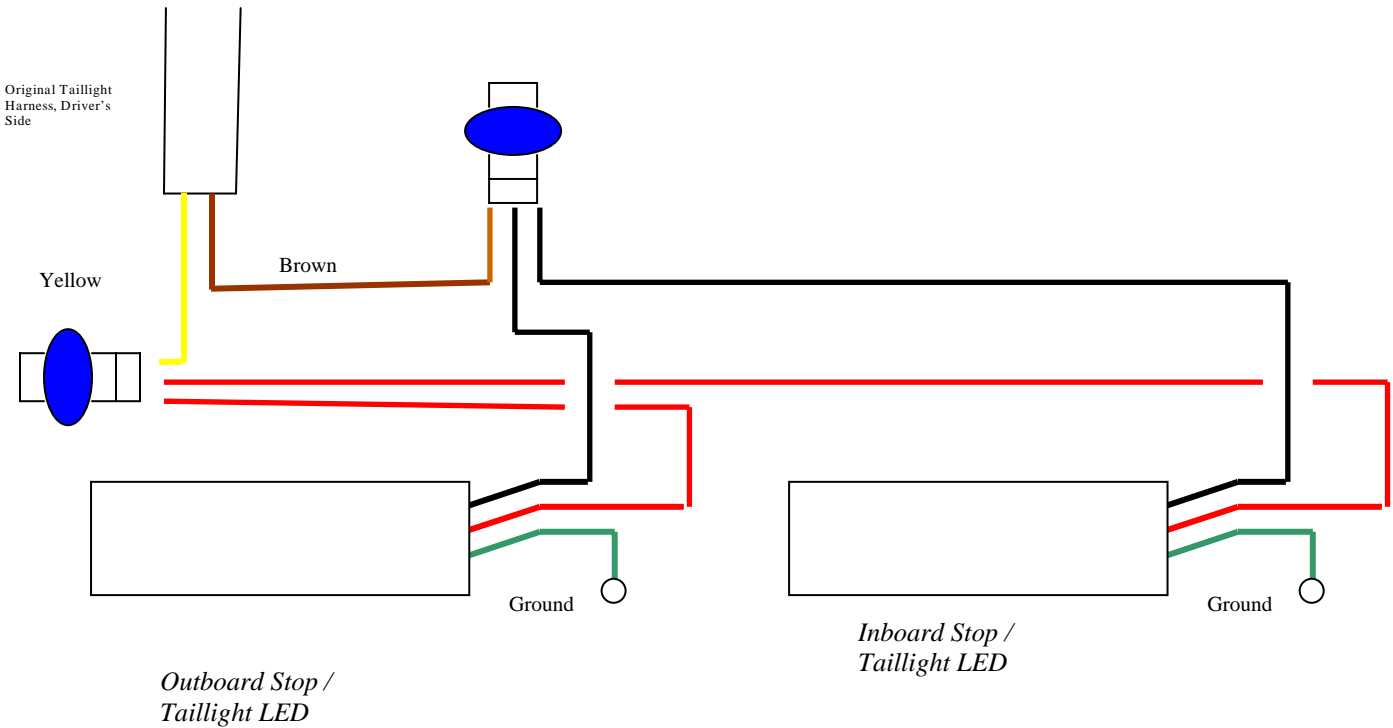 Original Taillight
Harness, Driver's
Side
Brown
Yellow
Ground
Ground
Inboard Stop /
Taillight LED
Outboard Stop /
Taillight LED